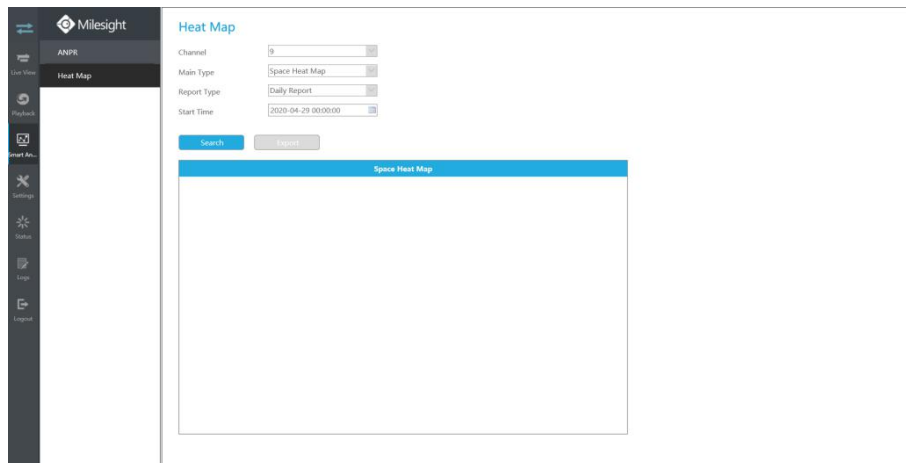 Milesight
ANPR
Heat Map
Live View
Playback
Smart An...
Settings
Status
Logs
Logout
Heat Map
Channel 9
Main Type Space Heat Map
Report Type Daily Report
Start Time 2020-04-29 00:00:00
Search Export
Space Heat Map